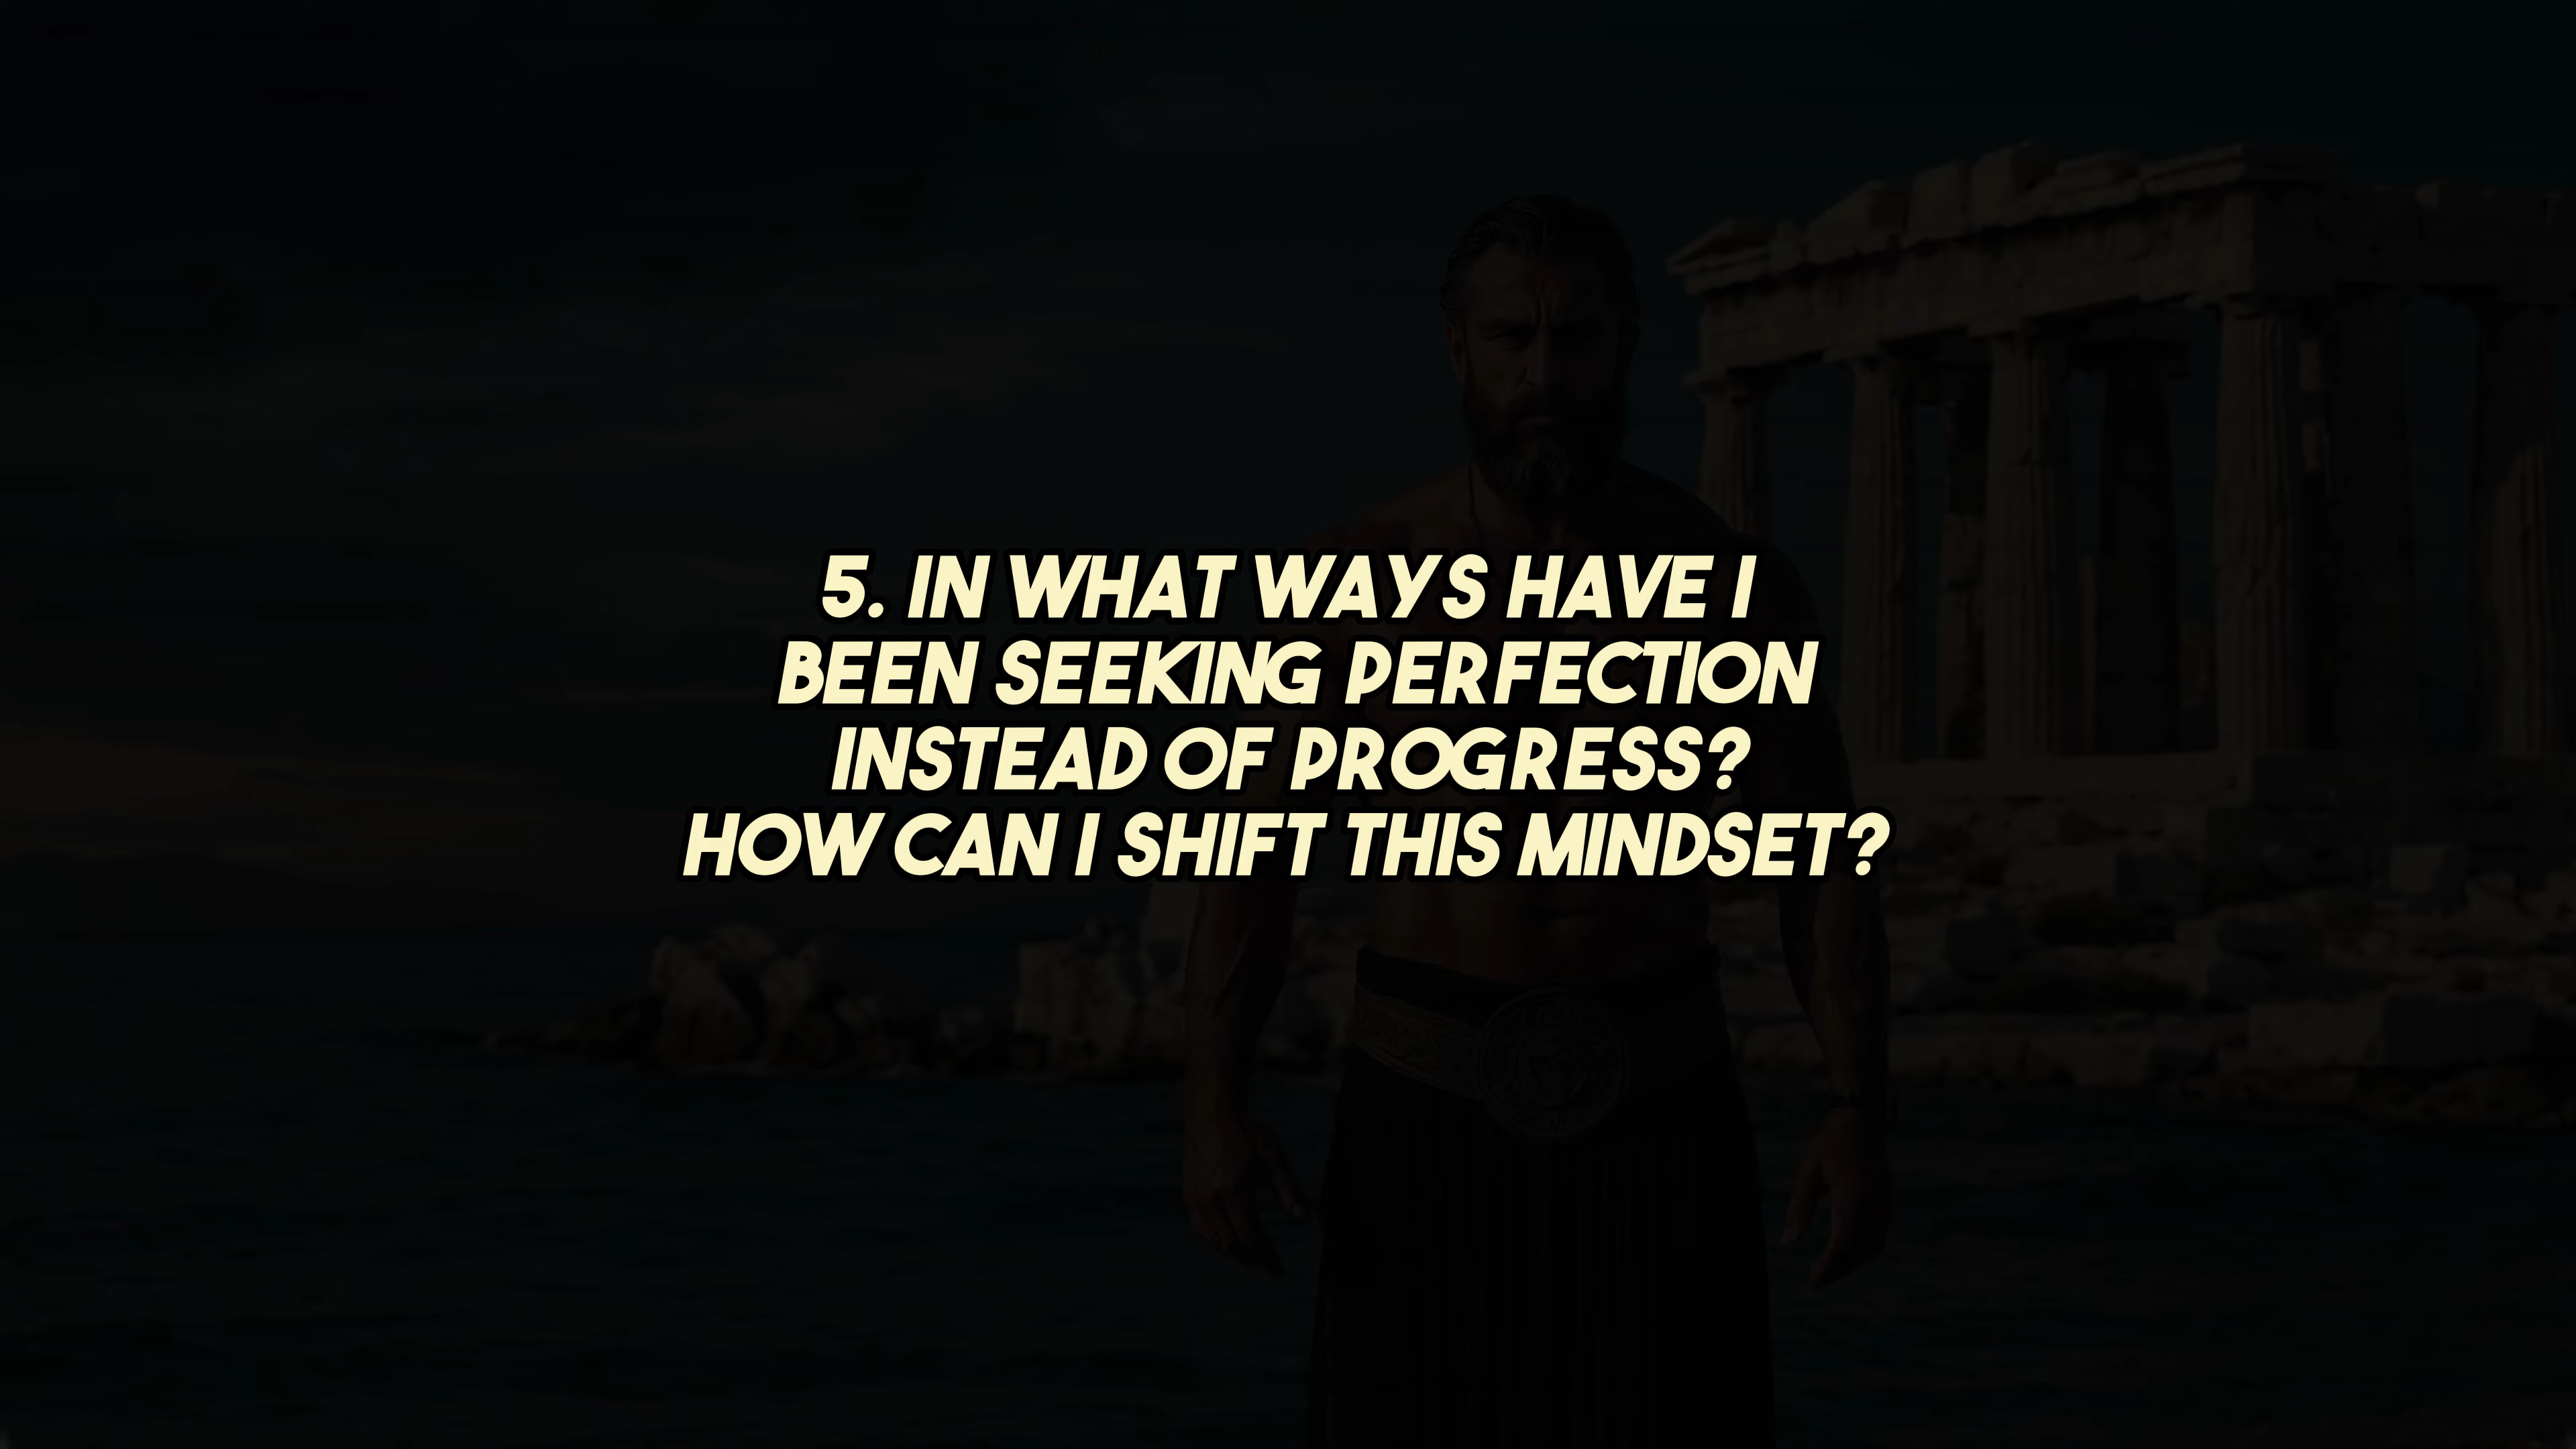 5. IN WHAT WAYS HAVE I
BEEN SEEKING PERFECTION
INSTEAD OF PROGRESS?
HOW CAN I SHIFT THIS MINDSET?